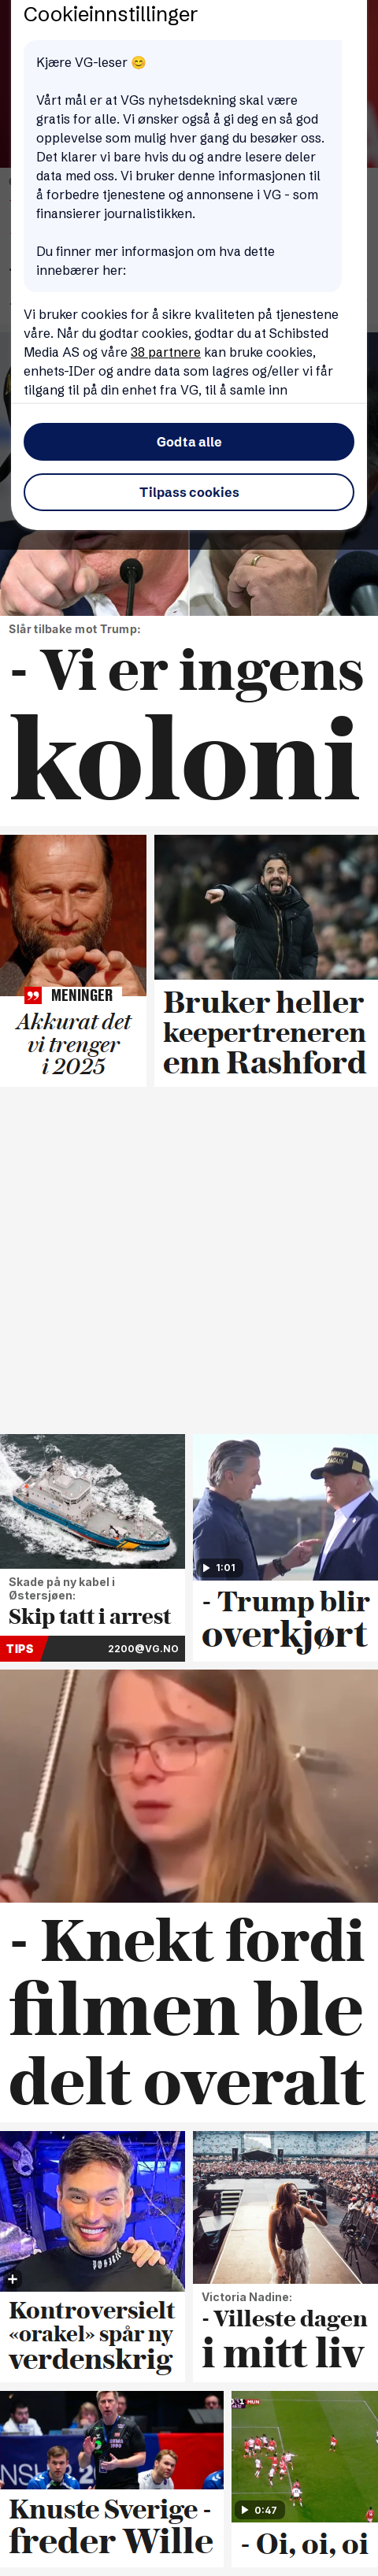 Cookieinnstillinger
Kjære VG-leser 😊
Vårt mål er at VGs nyhetsdekning skal være
gratis for alle. Vi ønsker også å gi deg en så god
opplevelse som mulig hver gang du besøker oss.
Det klarer vi bare hvis du og andre lesere deler
data med oss. Vi bruker denne informasjonen til
å forbedre tjenestene og annonsene i VG - som
finansierer journalistikken.
Du finner mer informasjon om hva dette
innebærer her:
Vi bruker cookies for å sikre kvaliteten på tjenestene
våre. Når du godtar cookies, godtar du at Schibsted
Media AS og våre 38 partnere kan bruke cookies,
enhets-IDer og andre data som lagres og/eller vi får
tilgang til på din enhet fra VG, til å samle inn
Godta alle
Tilpass cookies
Slår tilbake mot Trump:
- Vi er ingens
koloni
MENINGER
Akkurat det
vi trenger
i 2025
Bruker heller
keepertreneren
enn Rashford
Skade på ny kabel i
Østersjøen:
Skip tatt i arrest
TIPS 2200@VG.NO
1:01
- Trump blir
overkjørt
- Knekt fordi
filmen ble
delt overalt
Kontroversielt
«orakel» spår ny
verdenskrig
Victoria Nadine:
- Villeste dagen
i mitt liv
Knuste Sverige -
freder Wille
0:47
- Oi, oi, oi